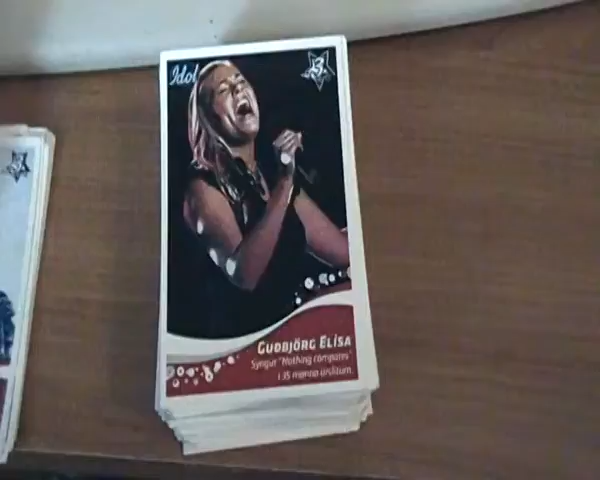 Idol
3.
GUÐBJÖRG ELÍSA
Syngur "Nothing compares"
í 35 manna úrslitum.